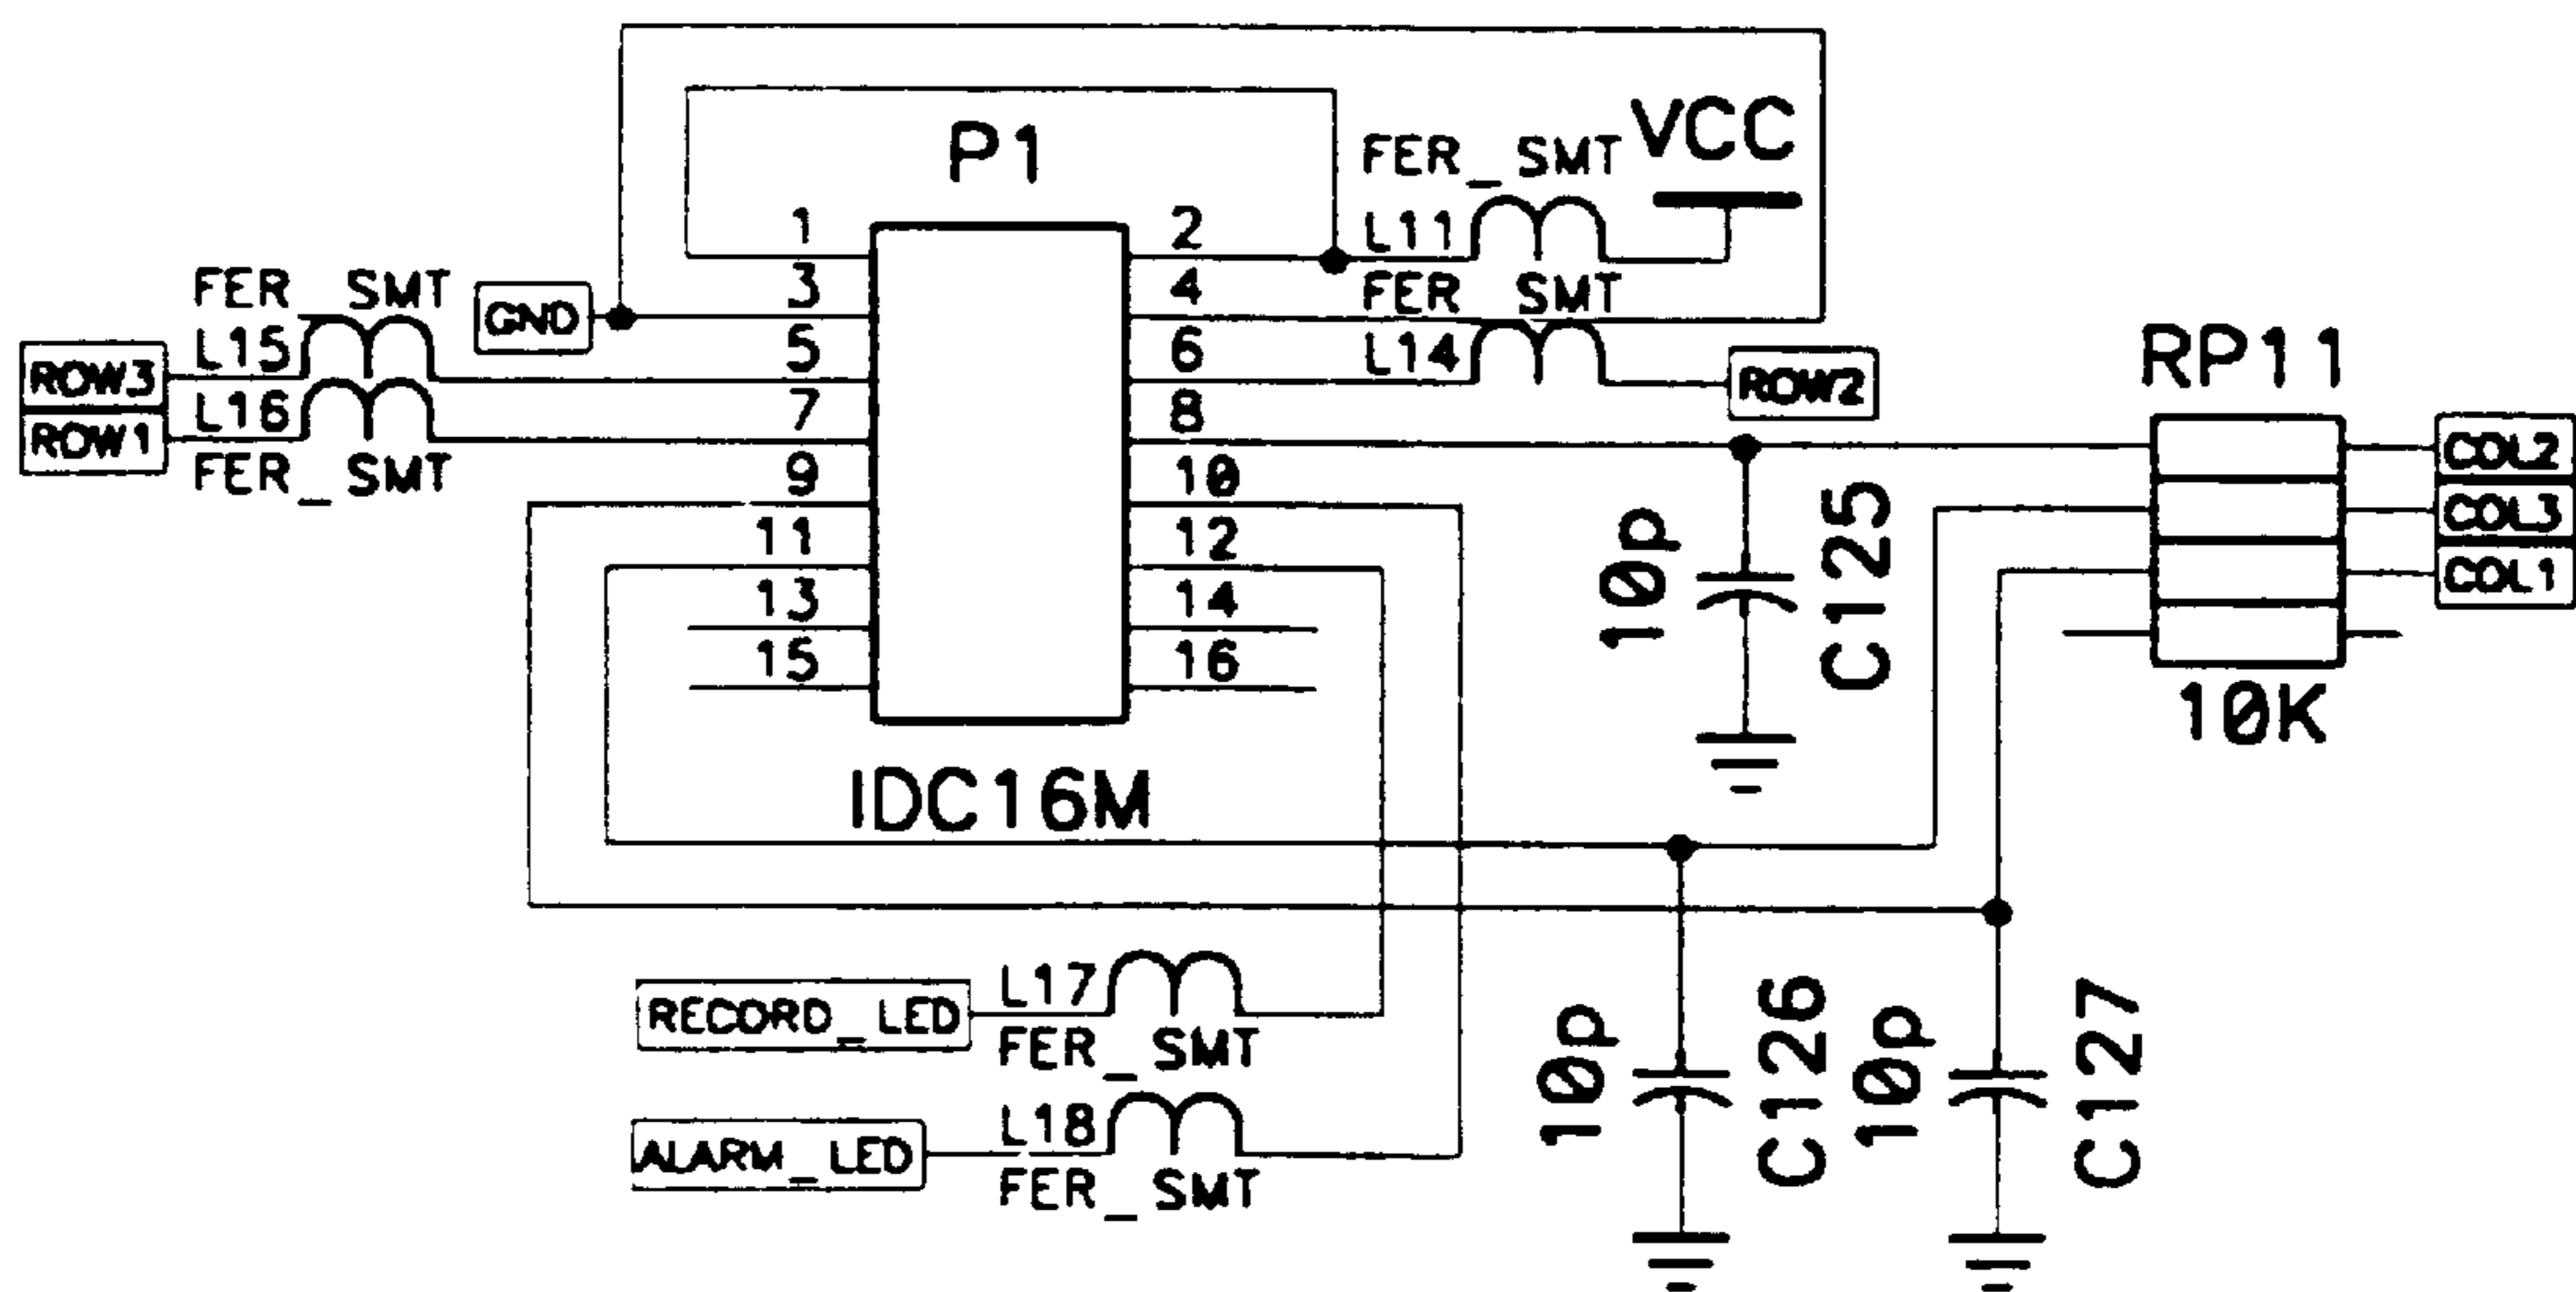 P1
FER_SMT
VCC
1
2
L11
FER_SMT
3
4
FER_SMT
GND
L15
5
6
L14
ROW3
ROW2
RP11
L16
7
8
ROW1
COL2
FER_SMT
9
10
COL3
11
12
10p
C125
COL1
13
14
15
16
10K
IDC16M
L17
RECORD_LED
FER_SMT
10p
C126
10p
C127
L18
ALARM_LED
FER_SMT